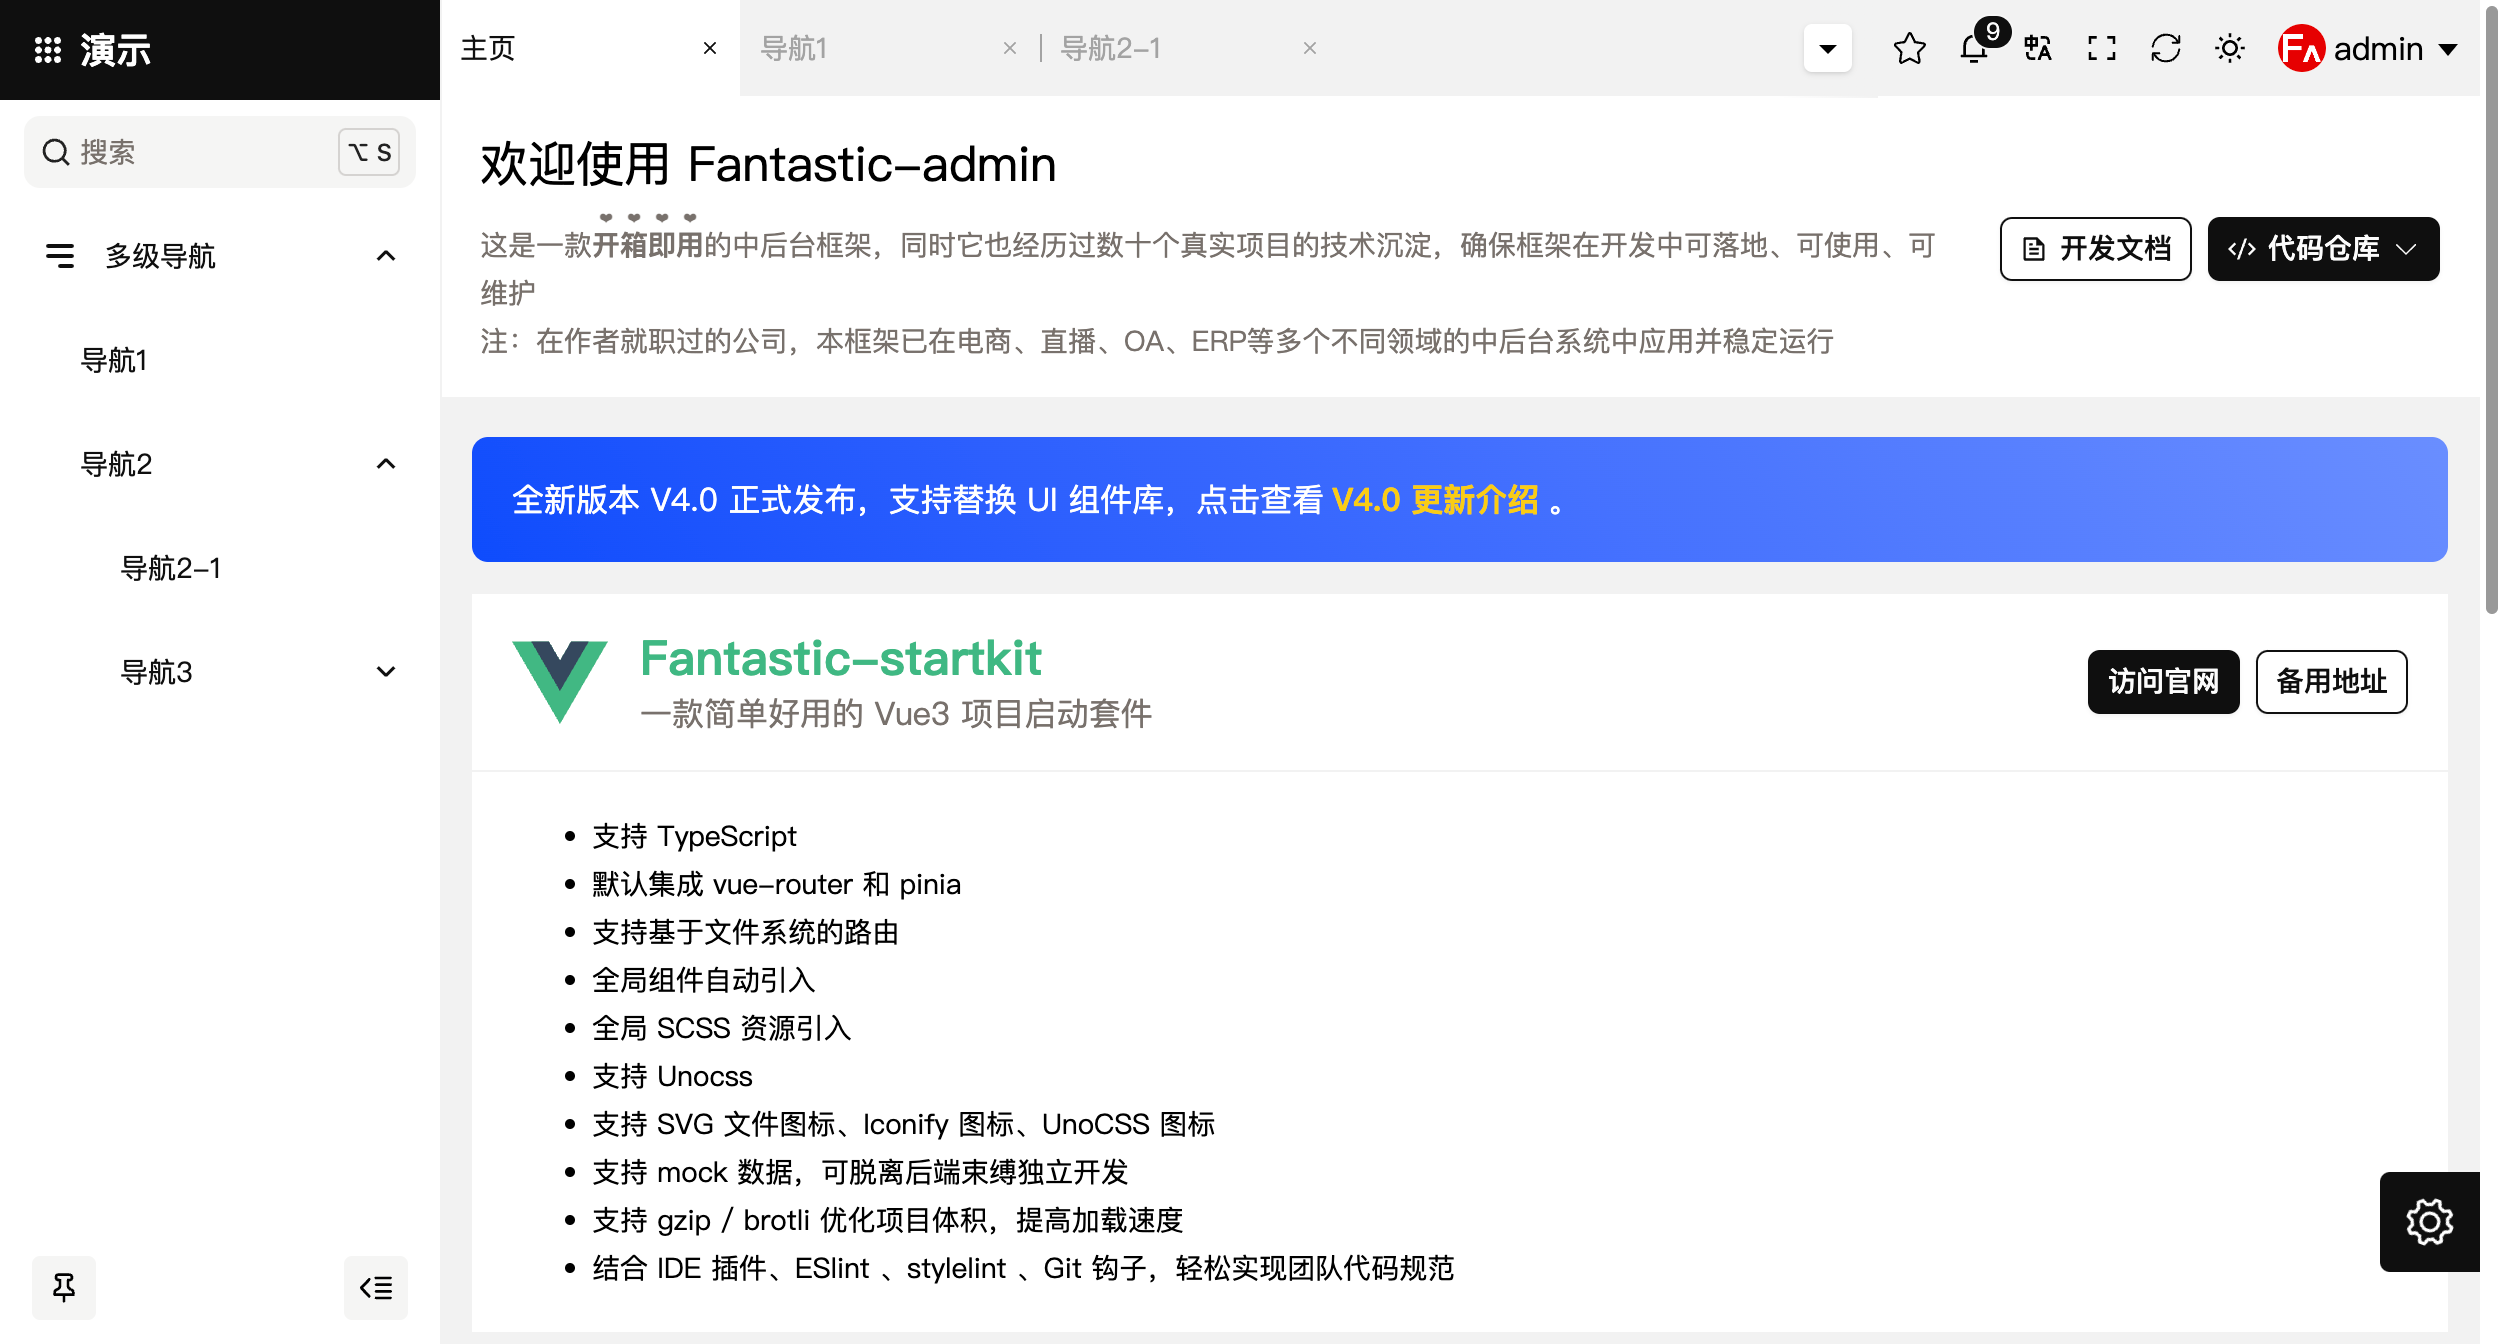 演示
搜索
⌥ S
多级导航
导航1
导航2
导航2-1
导航3
主页
导航1
导航2-1
9
FA
admin
欢迎使用 Fantastic-admin
这是一款开箱即用的中后台框架，同时它也经历过数十个真实项目的技术沉淀，确保框架在开发中可落地、可使用、可
维护
注：在作者就职过的公司，本框架已在电商、直播、OA、ERP等多个不同领域的中后台系统中应用并稳定运行
开发文档
代码仓库
全新版本 V4.0 正式发布，支持替换 UI 组件库，点击查看 V4.0 更新介绍 。
Fantastic-startkit
一款简单好用的 Vue3 项目启动套件
访问官网
备用地址
支持 TypeScript
默认集成 vue-router 和 pinia
支持基于文件系统的路由
全局组件自动引入
全局 SCSS 资源引入
支持 Unocss
支持 SVG 文件图标、Iconify 图标、UnoCSS 图标
支持 mock 数据，可脱离后端束缚独立开发
支持 gzip / brotli 优化项目体积，提高加载速度
结合 IDE 插件、ESlint 、stylelint 、Git 钩子，轻松实现团队代码规范